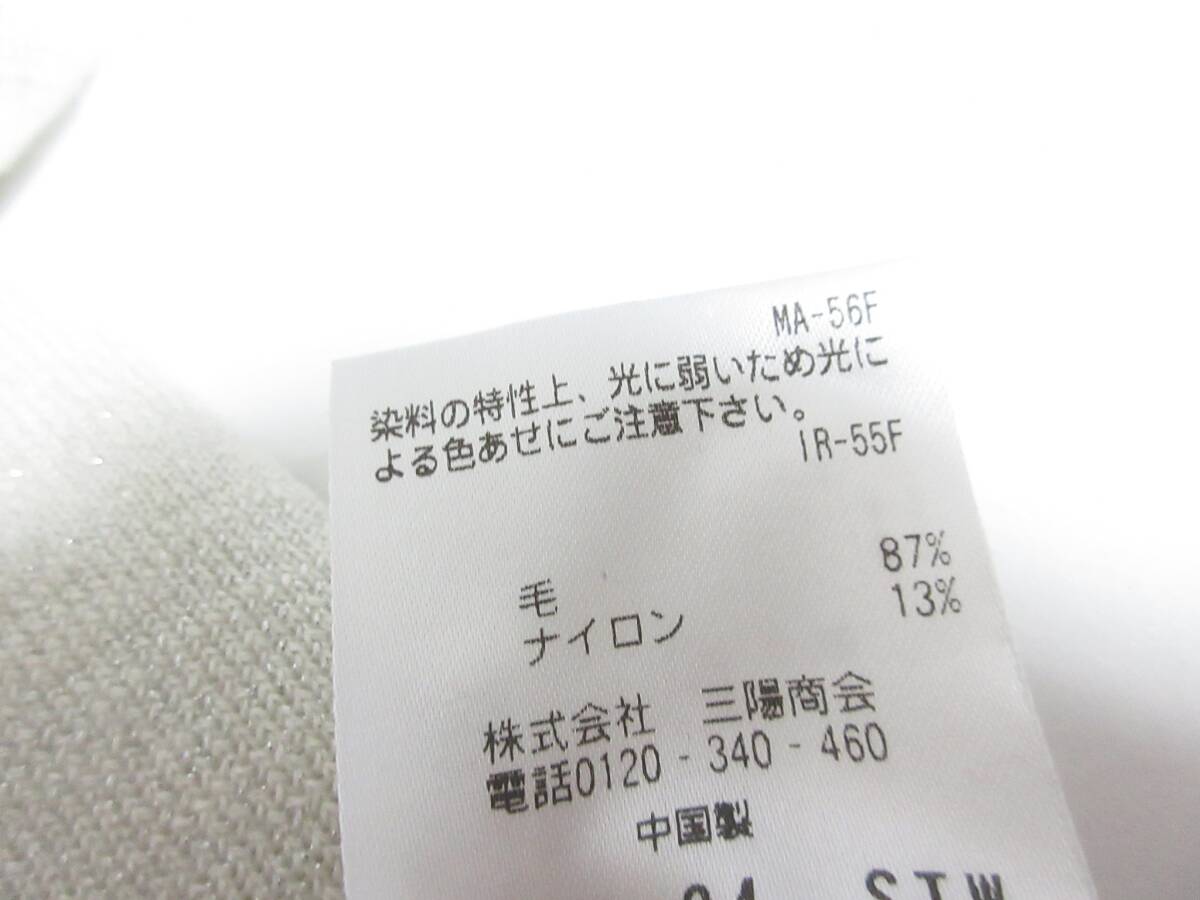 MA-56F
染料の特性上、光に弱いため光に
よる色あせにご注意下さい。
IR-55F
毛 87%
ナイロン 13%
株式会社 三陽商会
電話0120-340-460
中国製
STW